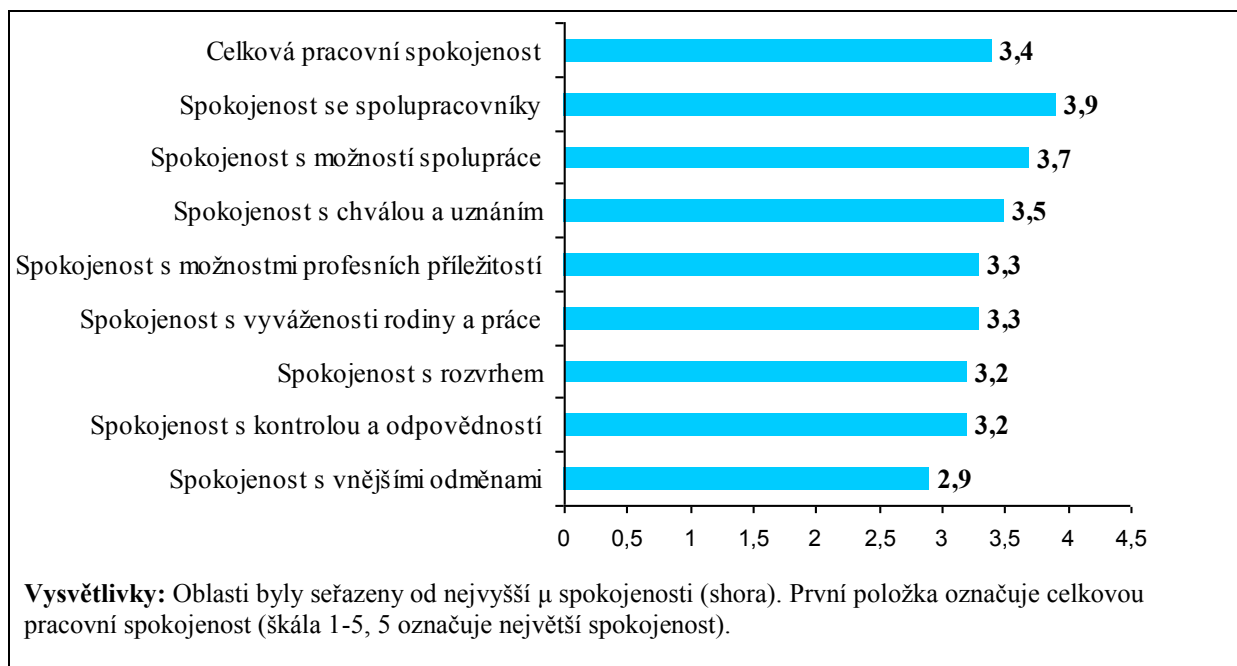 Celková pracovní spokojenost 3,4
Spokojenost se spolupracovníky 3,9
Spokojenost s možností spolupráce 3,7
Spokojenost s chválou a uznáním 3,5
Spokojenost s možnostmi profesních příležitostí 3,3
Spokojenost s vyváženosti rodiny a práce 3,3
Spokojenost s rozvrhem 3,2
Spokojenost s kontrolou a odpovědností 3,2
Spokojenost s vnějšími odměnami 2,9
0 0,5 1 1,5 2 2,5 3 3,5 4 4,5
Vysvětlivky: Oblasti byly seřazeny od nejvyšší μ spokojenosti (shora). První položka označuje celkovou
pracovní spokojenost (škála 1-5, 5 označuje největší spokojenost).